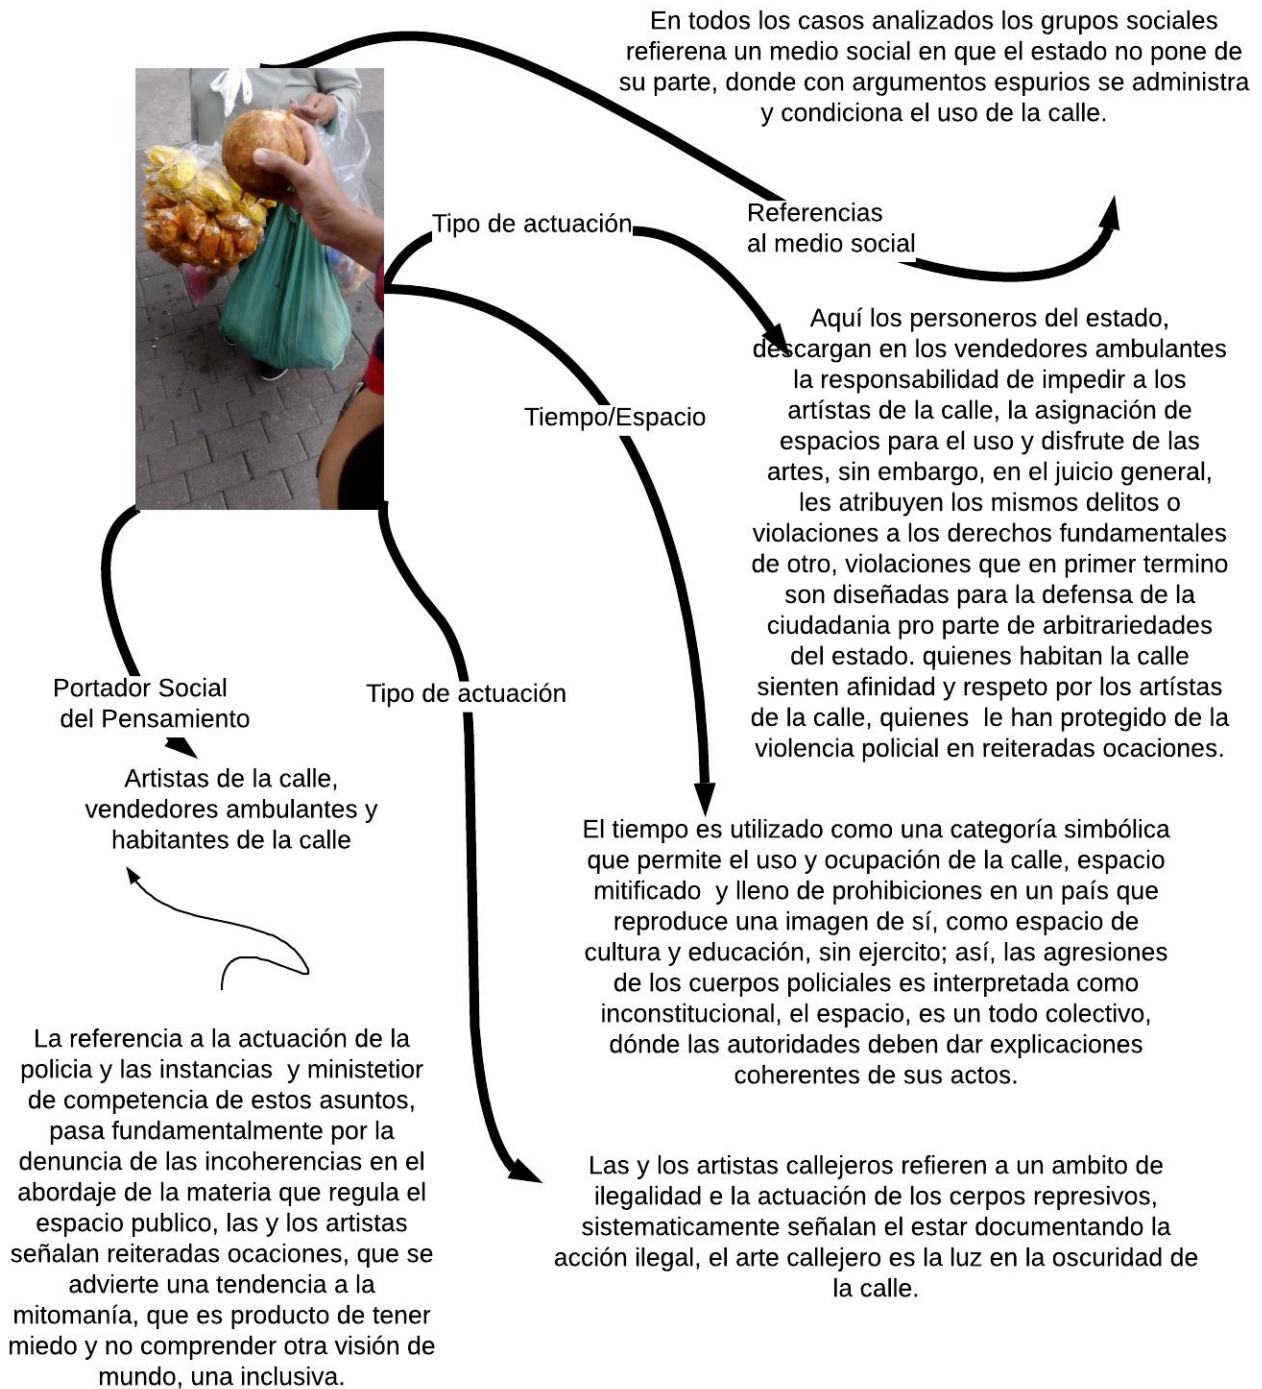 En todos los casos analizados los grupos sociales
refierena un medio social en que el estado no pone de
su parte, donde con argumentos espurios se administra
y condiciona el uso de la calle.
Referencias
al medio social
Tipo de actuación
Aquí los personeros del estado,
descargan en los vendedores ambulantes
la responsabilidad de impedir a los
artístas de la calle, la asignación de
espacios para el uso y disfrute de las
artes, sin embargo, en el juicio general,
les atribuyen los mismos delitos o
violaciones a los derechos fundamentales
de otro, violaciones que en primer termino
son diseñadas para la defensa de la
ciudadania pro parte de arbitrariedades
del estado. quienes habitan la calle
sienten afinidad y respeto por los artístas
de la calle, quienes le han protegido de la
violencia policial en reiteradas ocaciones.
Tiempo/Espacio
El tiempo es utilizado como una categoría simbólica
que permite el uso y ocupación de la calle, espacio
mitificado y lleno de prohibiciones en un país que
reproduce una imagen de sí, como espacio de
cultura y educación, sin ejercito; así, las agresiones
de los cuerpos policiales es interpretada como
inconstitucional, el espacio, es un todo colectivo,
dónde las autoridades deben dar explicaciones
coherentes de sus actos.
Tipo de actuación
Las y los artistas callejeros refieren a un ambito de
ilegalidad e la actuación de los cerpos represivos,
sistematicamente señalan el estar documentando la
acción ilegal, el arte callejero es la luz en la oscuridad de
la calle.
Portador Social
del Pensamiento
Artistas de la calle,
vendedores ambulantes y
habitantes de la calle
La referencia a la actuación de la
policia y las instancias y ministetior
de competencia de estos asuntos,
pasa fundamentalmente por la
denuncia de las incoherencias en el
abordaje de la materia que regula el
espacio publico, las y los artistas
señalan reiteradas ocaciones, que se
advierte una tendencia a la
mitomanía, que es producto de tener
miedo y no comprender otra visión de
mundo, una inclusiva.